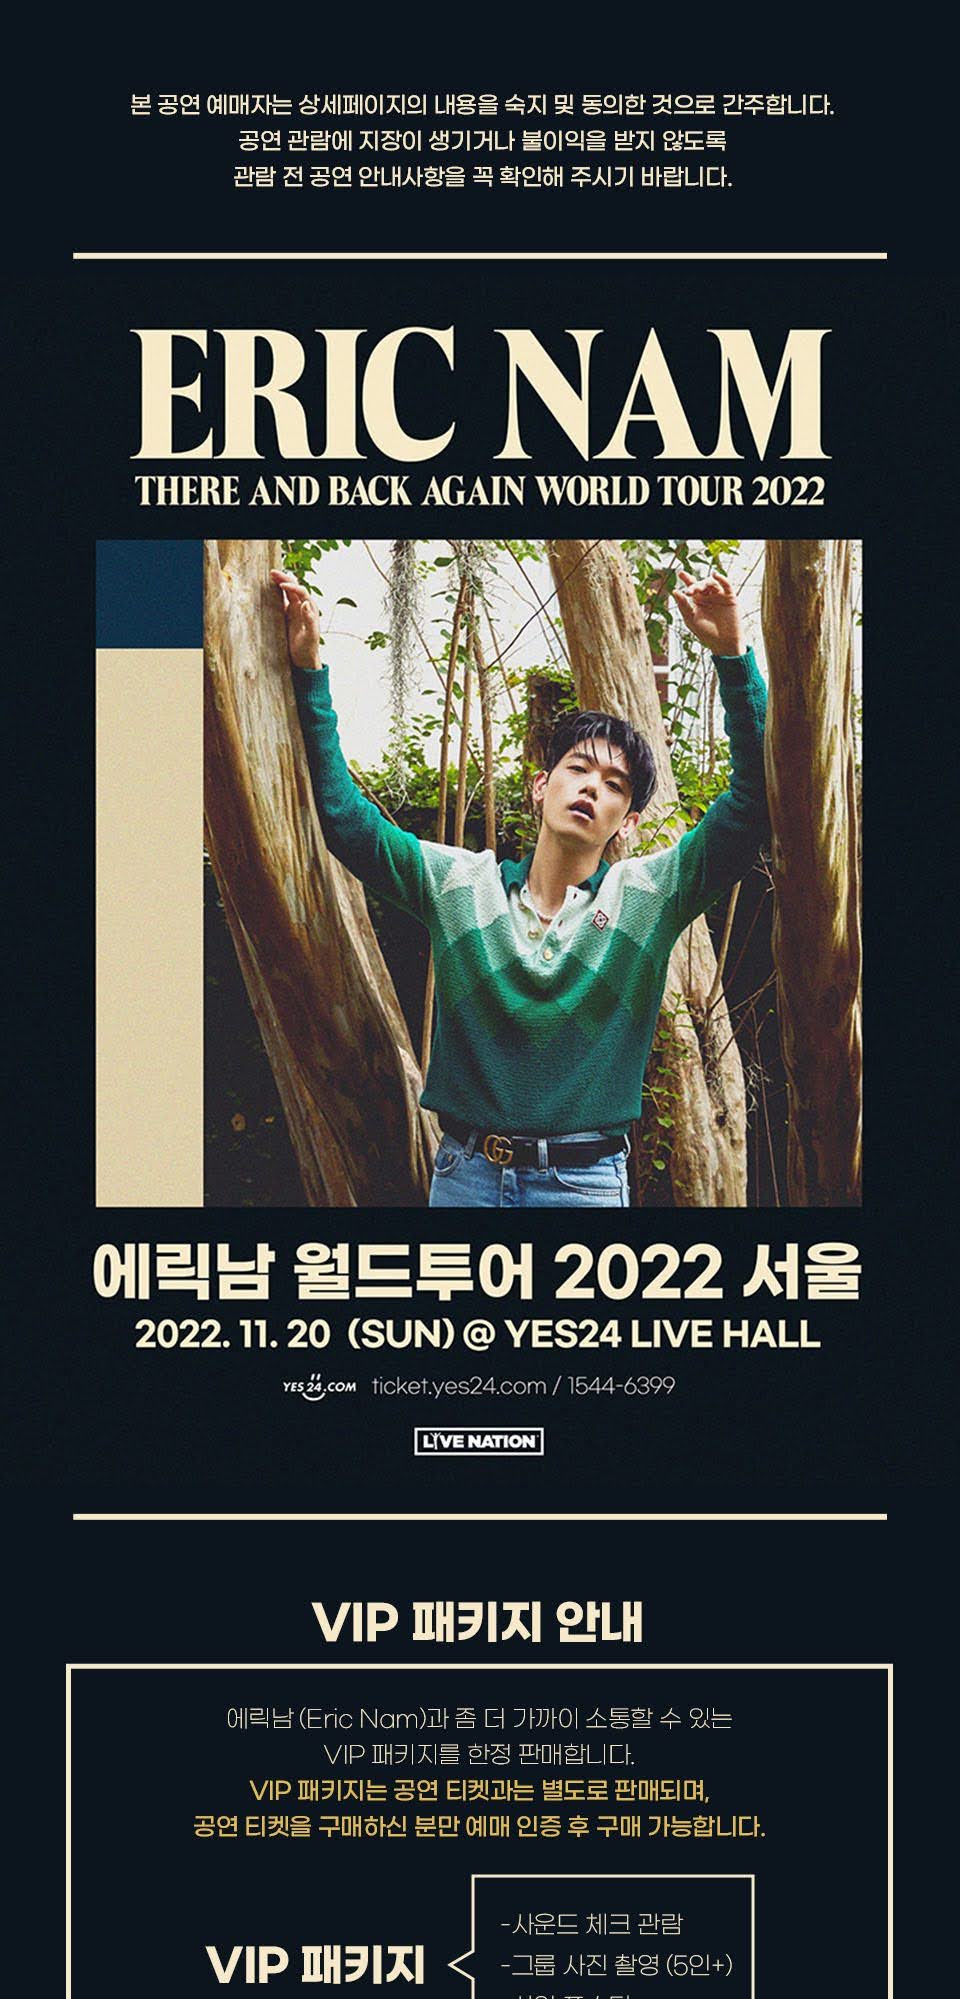 본 공연 예매자는 상세페이지의 내용을 숙지 및 동의한 것으로 간주합니다.
공연 관람에 지장이 생기거나 불이익을 받지 않도록
관람 전 공연 안내사항을 꼭 확인해 주시기 바랍니다.
ERIC NAM
THERE AND BACK AGAIN WORLD TOUR 2022
에릭남 월드투어 2022 서울
2022. 11. 20 (SUN) @ YES24 LIVE HALL
YES24.COM ticket.yes24.com / 1544-6399
LIVE NATION
VIP 패키지 안내
에릭남 (Eric Nam)과 좀 더 가까이 소통할 수 있는
VIP 패키지를 한정 판매합니다.
VIP 패키지는 공연 티켓과는 별도로 판매되며,
공연 티켓을 구매하신 분만 예매 인증 후 구매 가능합니다.
-사운드 체크 관람
VIP 패키지
-그룹 사진 촬영 (5인+)